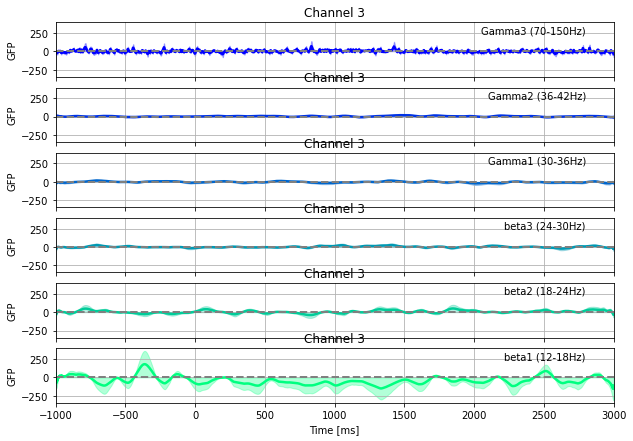 Channel 3
Gamma3 (70-150Hz)
250
0
−250
GFP
Channel 3
Gamma2 (36-42Hz)
250
0
−250
GFP
Channel 3
Gamma1 (30-36Hz)
250
0
−250
GFP
Channel 3
beta3 (24-30Hz)
250
0
−250
GFP
Channel 3
beta2 (18-24Hz)
250
0
−250
GFP
Channel 3
beta1 (12-18Hz)
250
0
−250
GFP
−1000 −500 0 500 1000 1500 2000 2500 3000
Time [ms]